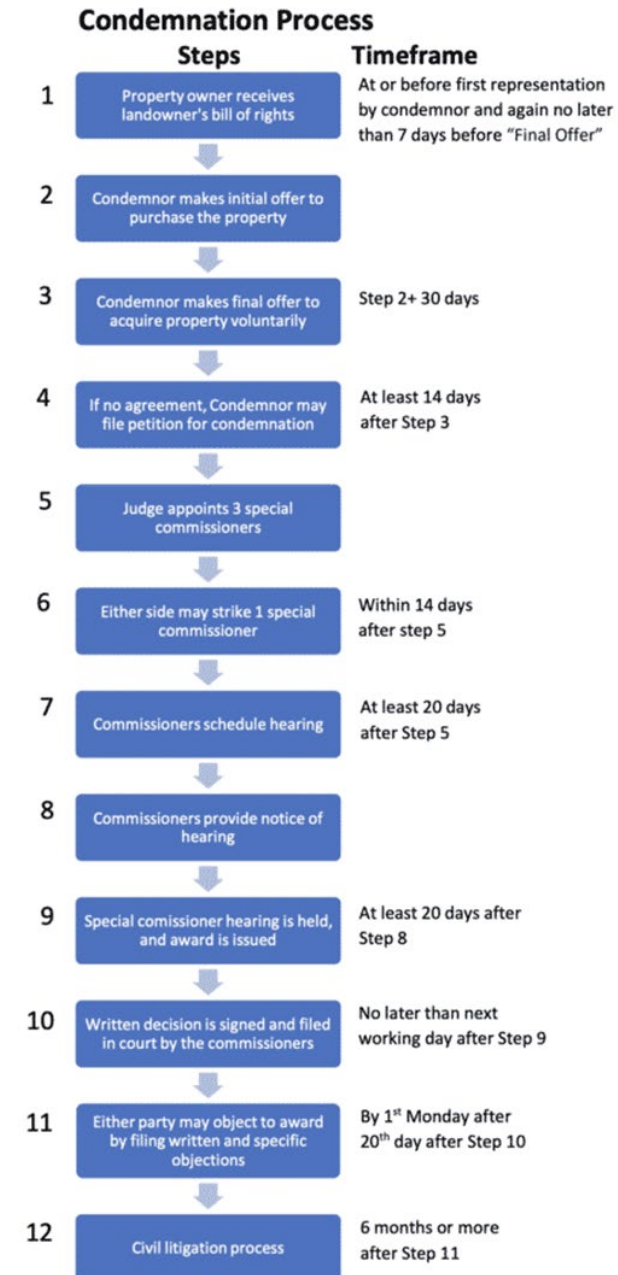 Condemnation Process
Steps
Timeframe
1
Property owner receives
landowner's bill of rights
At or before first representation
by condemnor and again no later
than 7 days before “Final Offer”
2
Condemnor makes initial offer to
purchase the property
3
Condemnor makes final offer to
acquire property voluntarily
Step 2+ 30 days
4
If no agreement, Condemnor may
file petition for condemnation
At least 14 days
after Step 3
5
Judge appoints 3 special
commissioners
6
Either side may strike 1 special
commissioner
Within 14 days
after step 5
7
Commissioners schedule hearing
At least 20 days
after Step 5
8
Commissioners provide notice of
hearing
9
Special comissioner hearing is held,
and award is issued
At least 20 days after
Step 8
10
Written decision is signed and filed
in court by the commissioners
No later than next
working day after Step 9
11
Either party may object to award
by filing written and specific
objections
By 1st Monday after
20th day after Step 10
12
Civil litigation process
6 months or more
after Step 11